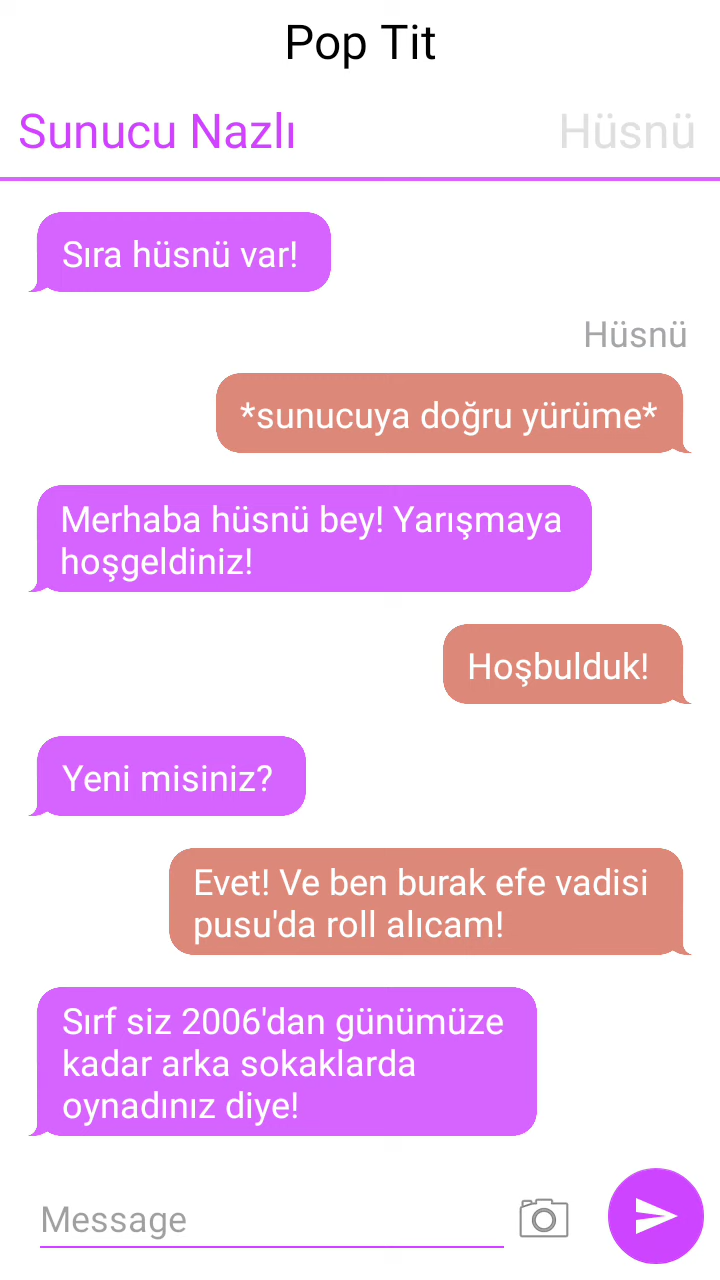 Pop Tit
Sunucu Nazlı
Hüsnü
Sıra hüsnü var!
Hüsnü
*sunucuya doğru yürüme*
Merhaba hüsnü bey! Yarışmaya
hoşgeldiniz!
Hoşbulduk!
Yeni misiniz?
Evet! Ve ben burak efe vadisi
pusu'da roll alıcam!
Sırf siz 2006'dan günümüze
kadar arka sokaklarda
oynadınız diye!
Message